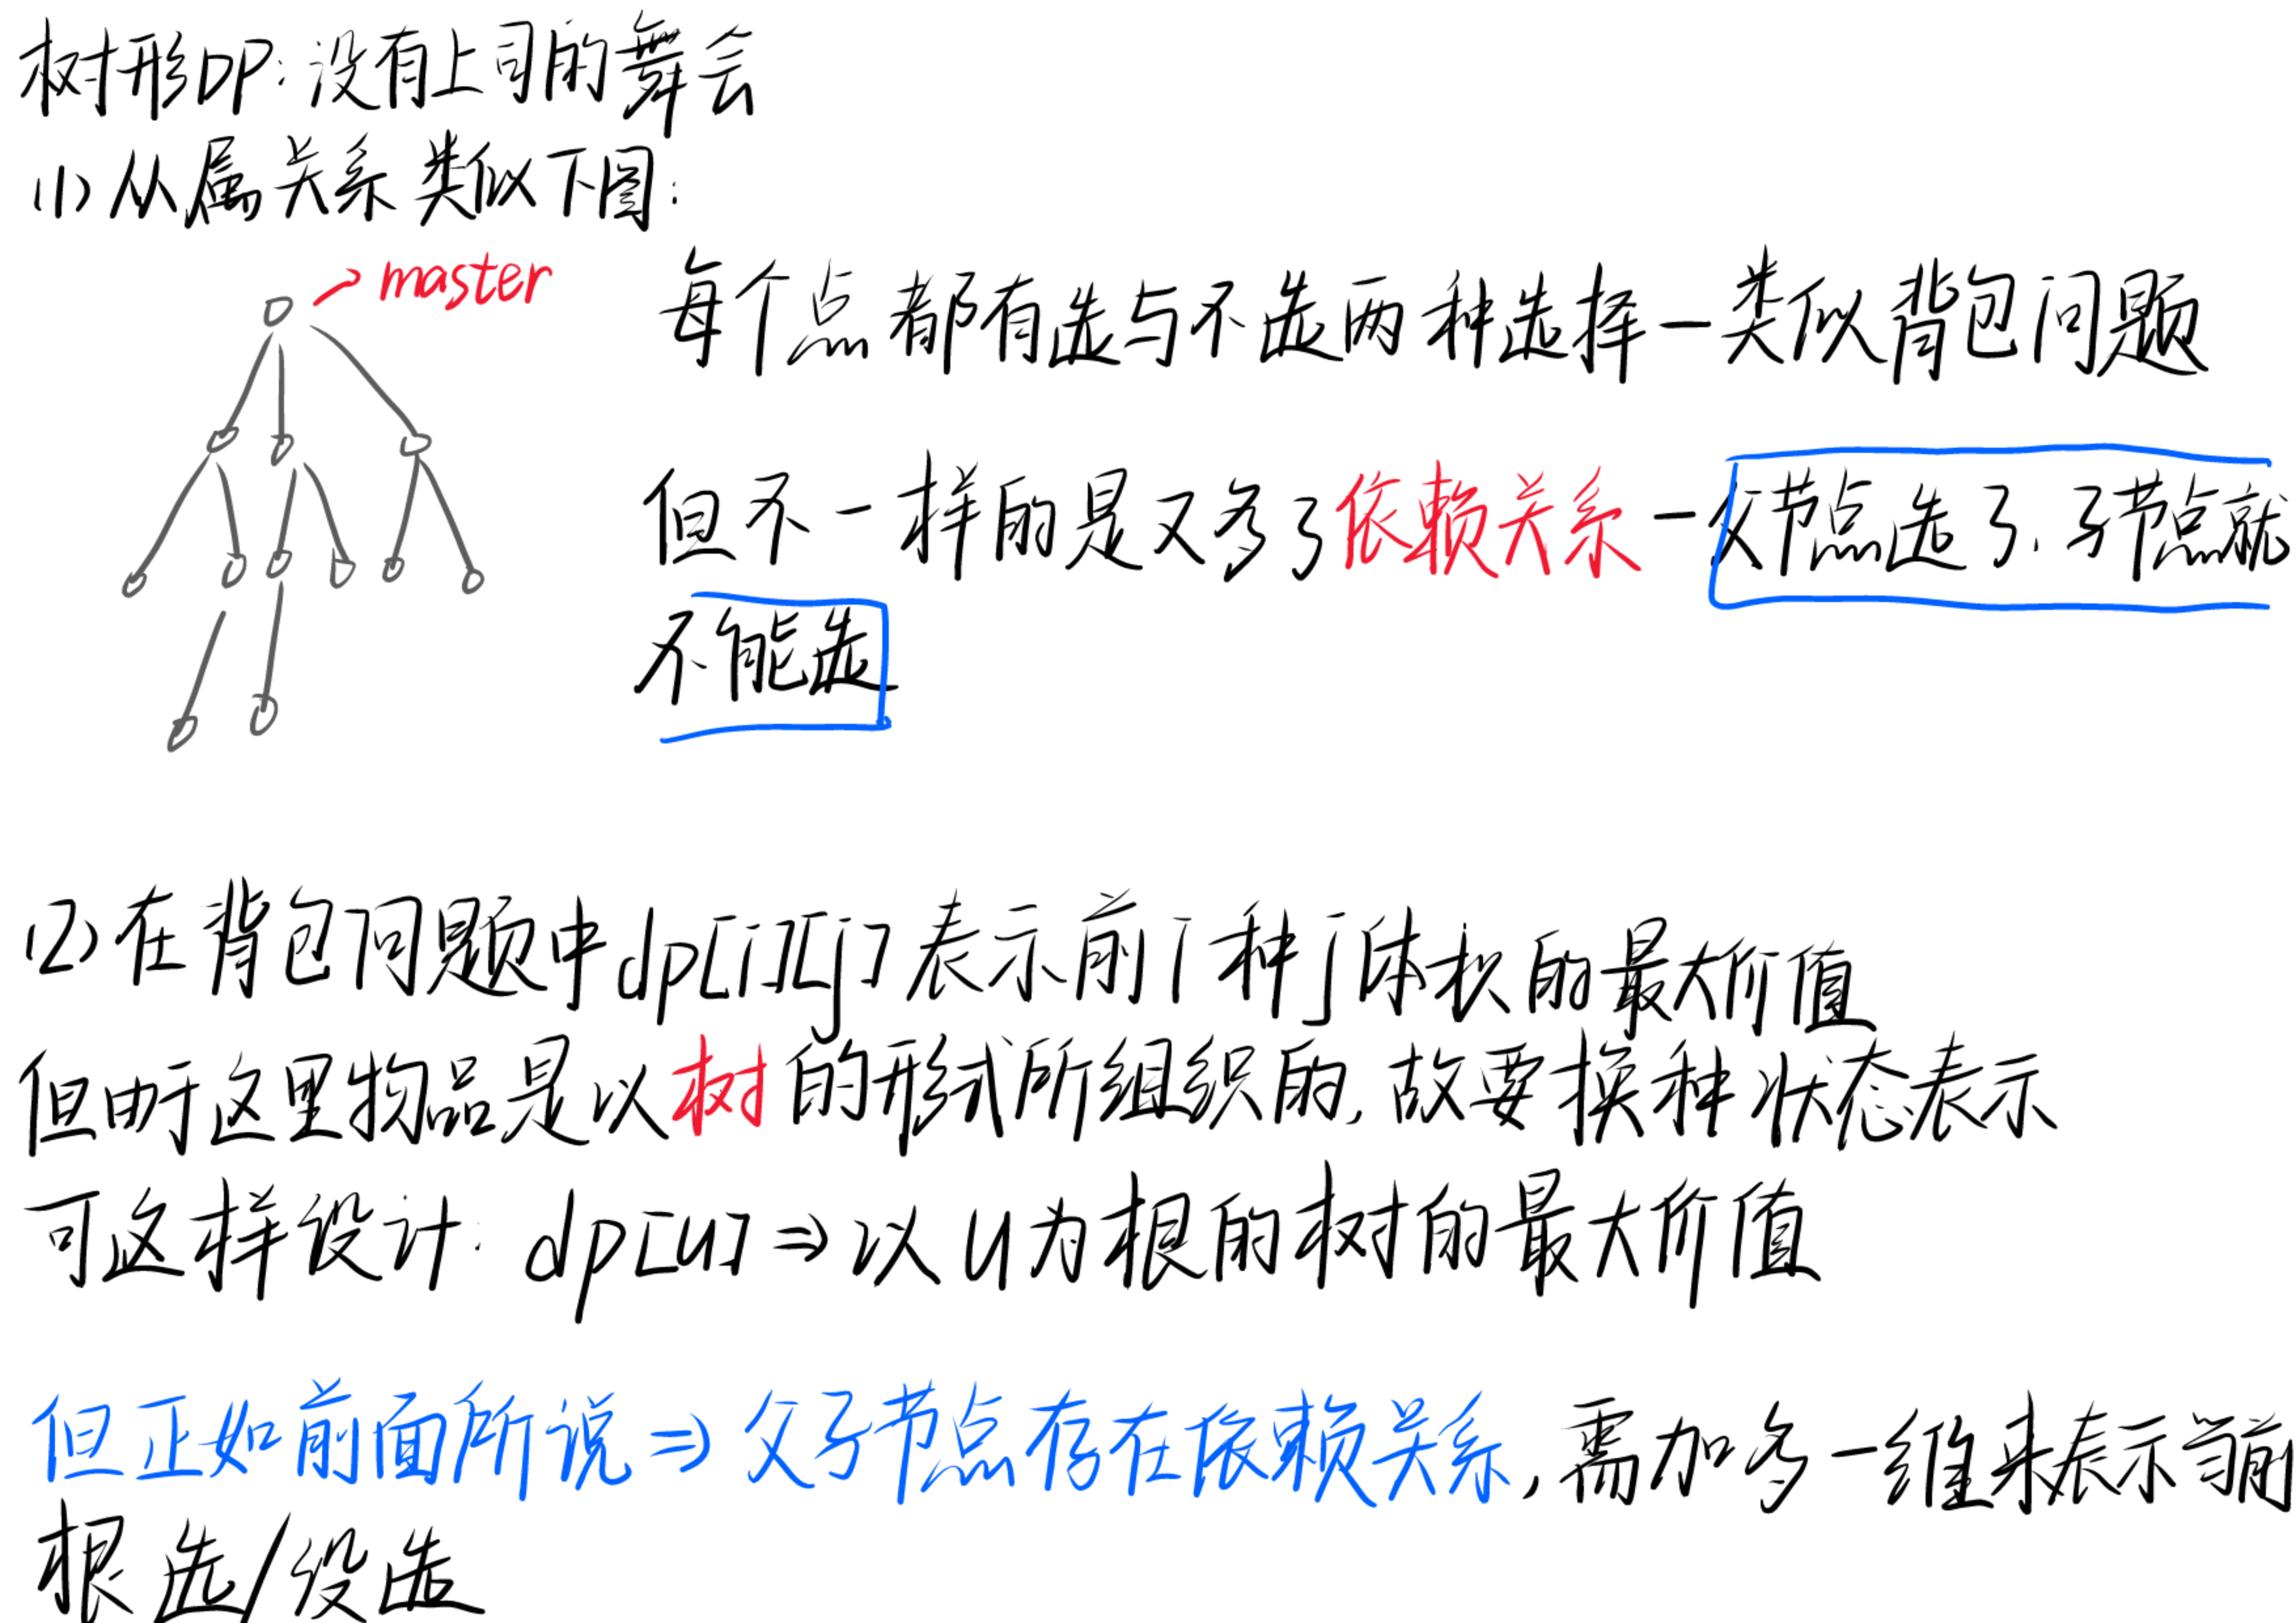 树形DP:没有上司的舞会
(1)从属关系类似下图:
master
每个点都有选与不选两种选择—类似背包问题
但不一样的是又多了依赖关系—父节点选了,子节点就
不能选
(2)在背包问题中dp[i][j]表示前i种j体积的最大价值
但由于这里物品是以树的形式所组织的,故要换种状态表示
可这样设计:dp[u]⇒以u为根的树的最大价值
但正如前面所说⇒父子节点存在依赖关系,需加多一维来表示当前
根选/没选